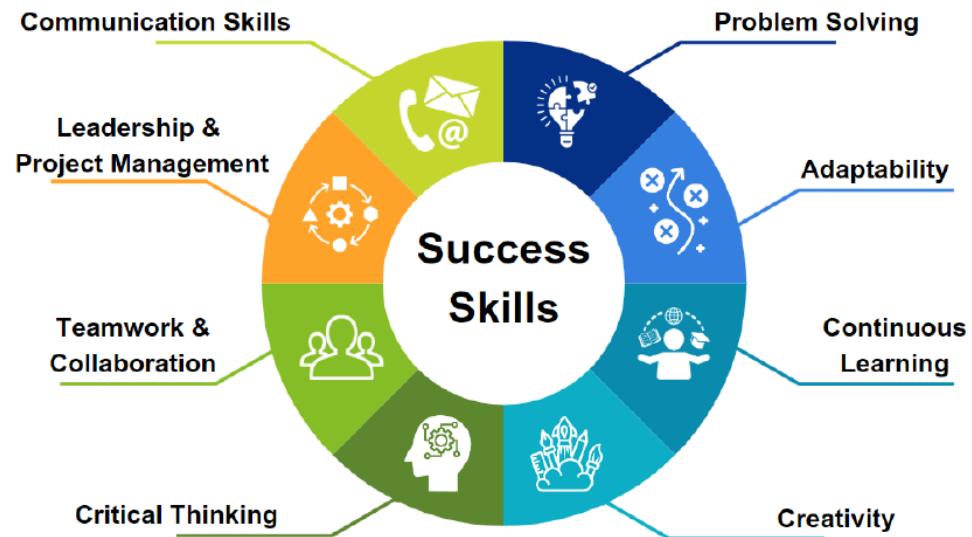 Communication Skills
Problem Solving
Leadership &
Project Management
Adaptability
Success
Skills
Teamwork &
Collaboration
Continuous
Learning
Critical Thinking
Creativity
@